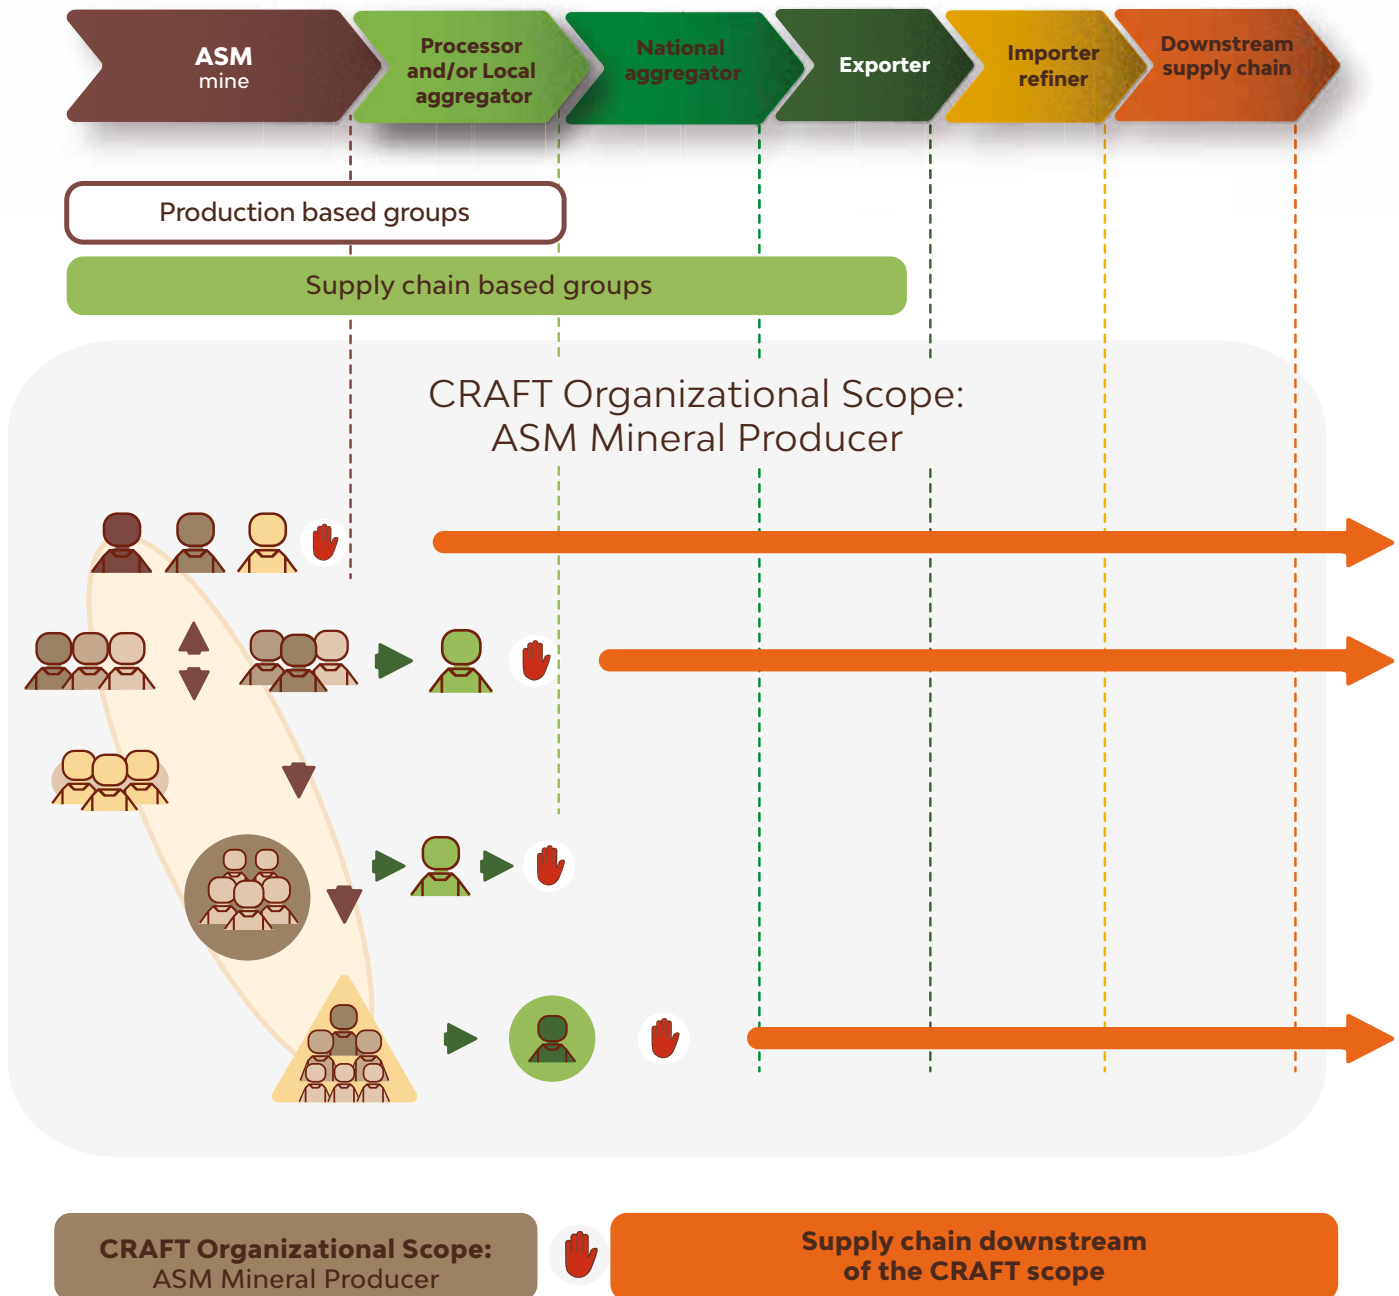 ASM
mine
Processor
and/or Local
aggregator
National
aggregator
Exporter
Importer
refiner
Downstream
supply chain
Production based groups
Supply chain based groups
CRAFT Organizational Scope:
ASM Mineral Producer
CRAFT Organizational Scope:
ASM Mineral Producer
Supply chain downstream
of the CRAFT scope